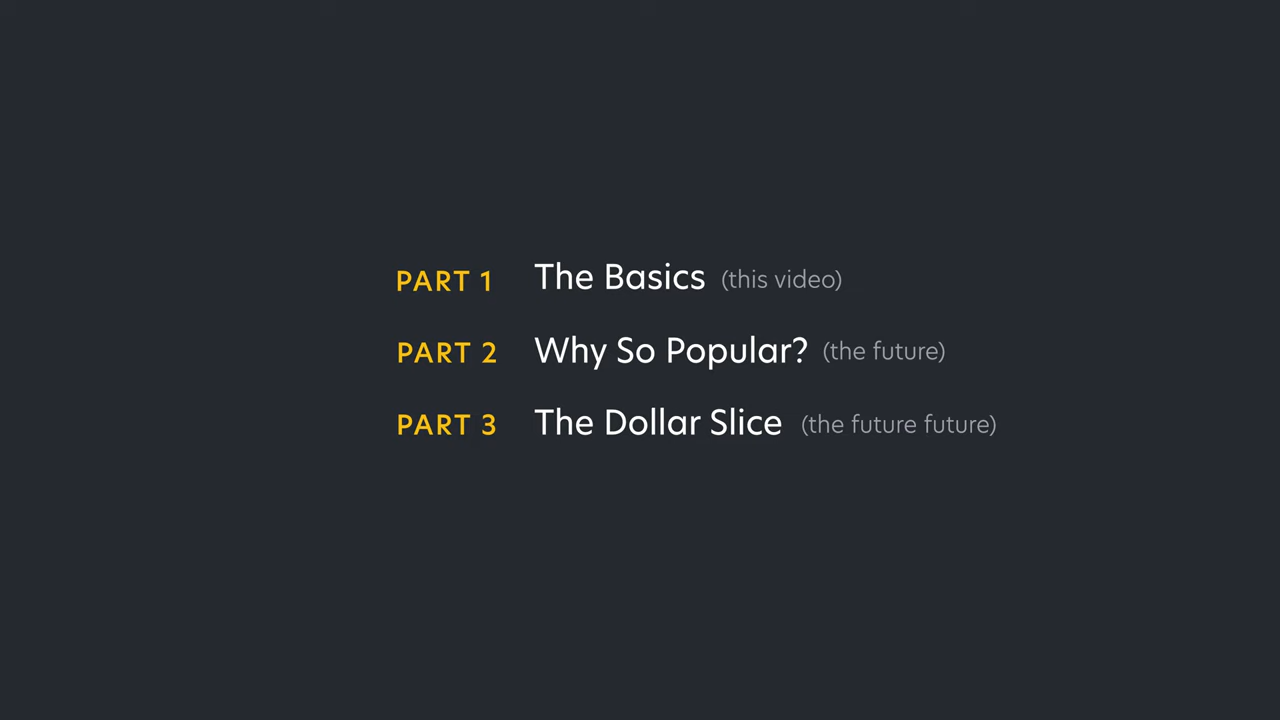 PART 1 The Basics (this video)
PART 2 Why So Popular? (the future)
PART 3 The Dollar Slice (the future future)